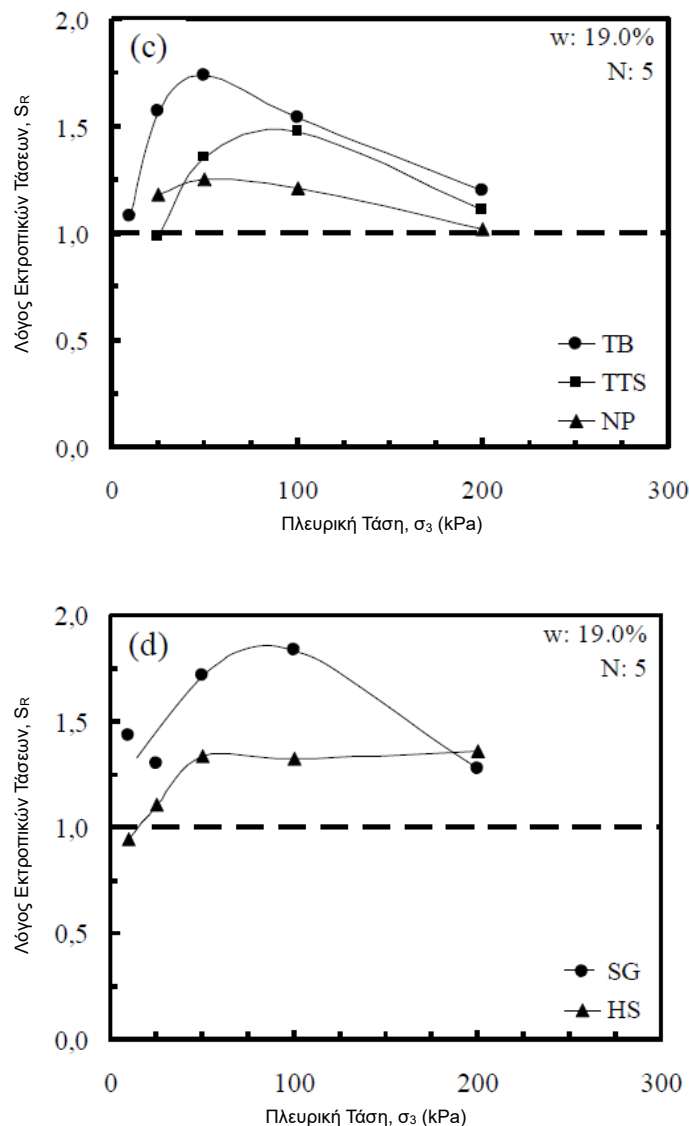 (c)
w: 19.0%
N: 5
2,0
1,5
1,0
0,5
0,0
Λόγος Εκτροπικών Τάσεων, SR
TB
TTS
NP
0 100 200 300
Πλευρική Τάση, σ3 (kPa)
(d)
w: 19.0%
N: 5
2,0
1,5
1,0
0,5
0,0
Λόγος Εκτροπικών Τάσεων, SR
SG
HS
0 100 200 300
Πλευρική Τάση, σ3 (kPa)